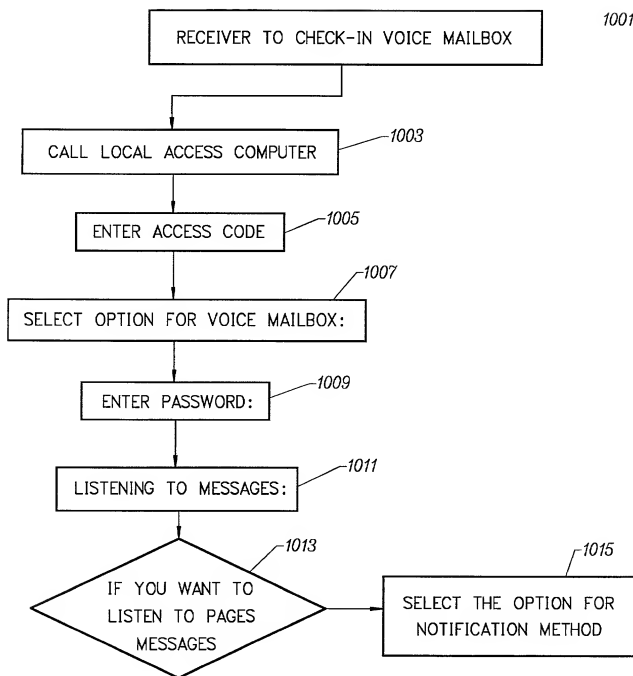 RECEIVER TO CHECK-IN VOICE MAILBOX
1001
CALL LOCAL ACCESS COMPUTER
1003
ENTER ACCESS CODE
1005
1007
SELECT OPTION FOR VOICE MAILBOX:
ENTER PASSWORD:
1009
LISTENING TO MESSAGES:
1011
1013
IF YOU WANT TO
LISTEN TO PAGES
MESSAGES
1015
SELECT THE OPTION FOR
NOTIFICATION METHOD